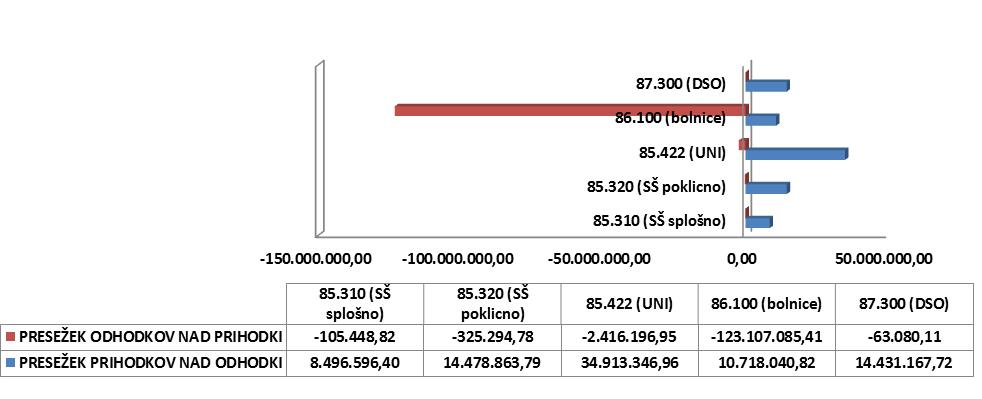 87.300 (DSO)
86.100 (bolnice)
85.422 (UNI)
85.320 (SŠ poklicno)
85.310 (SŠ splošno)
-150.000.000,00 -100.000.000,00 -50.000.000,00 0,00 50.000.000,00
85.310 (SŠ splošno) 85.320 (SŠ poklicno) 85.422 (UNI) 86.100 (bolnice) 87.300 (DSO)
PRESEŽEK ODHODKOV NAD PRIHODKI -105.448,82 -325.294,78 -2.416.196,95 -123.107.085,41 -63.080,11
PRESEŽEK PRIHODKOV NAD ODHODKI 8.496.596,40 14.478.863,79 34.913.346,96 10.718.040,82 14.431.167,72